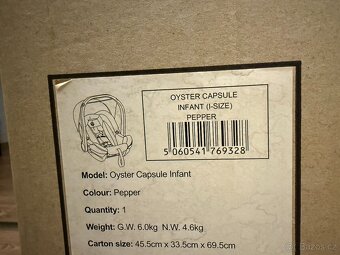 OYSTER CAPSULE
INFANT (I-SIZE)
PEPPER
5 060541 769328
Model: Oyster Capsule Infant
Colour: Pepper
Quantity: 1
Weight: G.W. 6.0kg N.W. 4.6kg
Carton size: 45.5cm x 33.5cm x 69.5cm